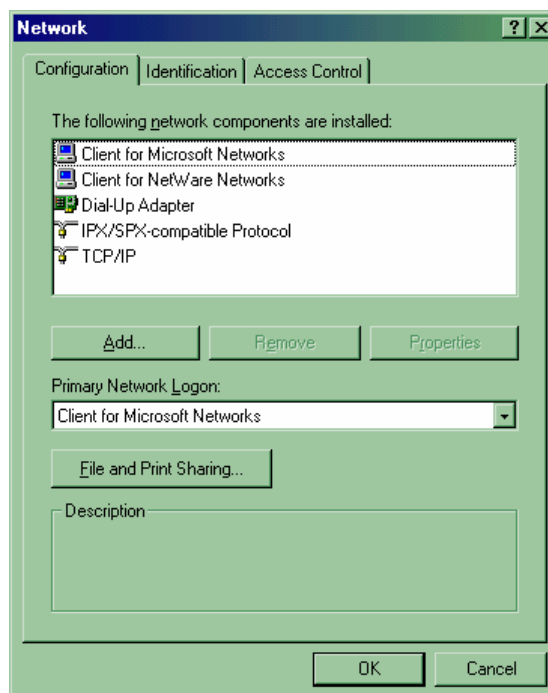 Network
Configuration Identification Access Control
The following network components are installed:
Client for Microsoft Networks
Client for NetWare Networks
Dial-Up Adapter
IPX/SPX-compatible Protocol
TCP/IP
Add... Remove Properties
Primary Network Logon:
Client for Microsoft Networks
File and Print Sharing...
Description
OK Cancel